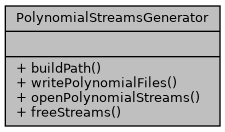 PolynomialStreamsGenerator
+ buildPath()
+ writePolynomialFiles()
+ openPolynomialStreams()
+ freeStreams()